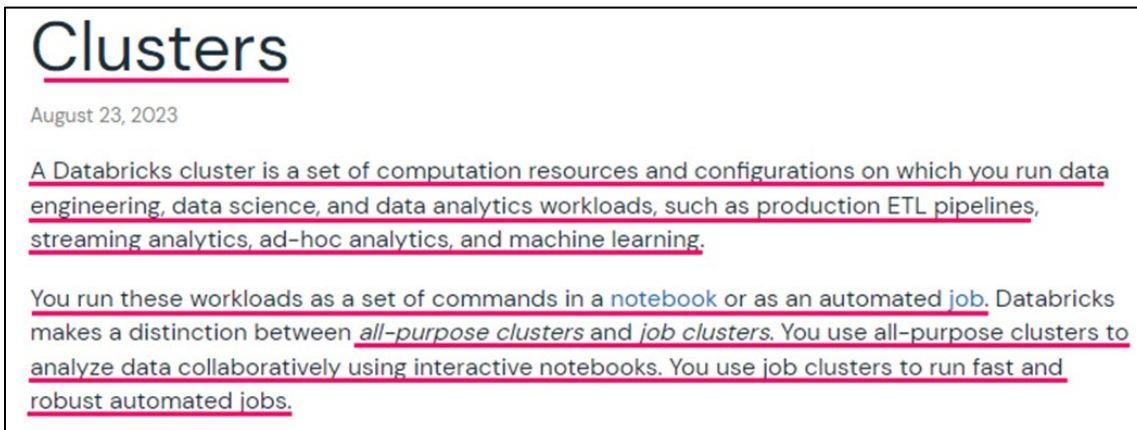 Clusters
August 23, 2023
A Databricks cluster is a set of computation resources and configurations on which you run data
engineering, data science, and data analytics workloads, such as production ETL pipelines,
streaming analytics, ad-hoc analytics, and machine learning.
You run these workloads as a set of commands in a notebook or as an automated job. Databricks
makes a distinction between all-purpose clusters and job clusters. You use all-purpose clusters to
analyze data collaboratively using interactive notebooks. You use job clusters to run fast and
robust automated jobs.